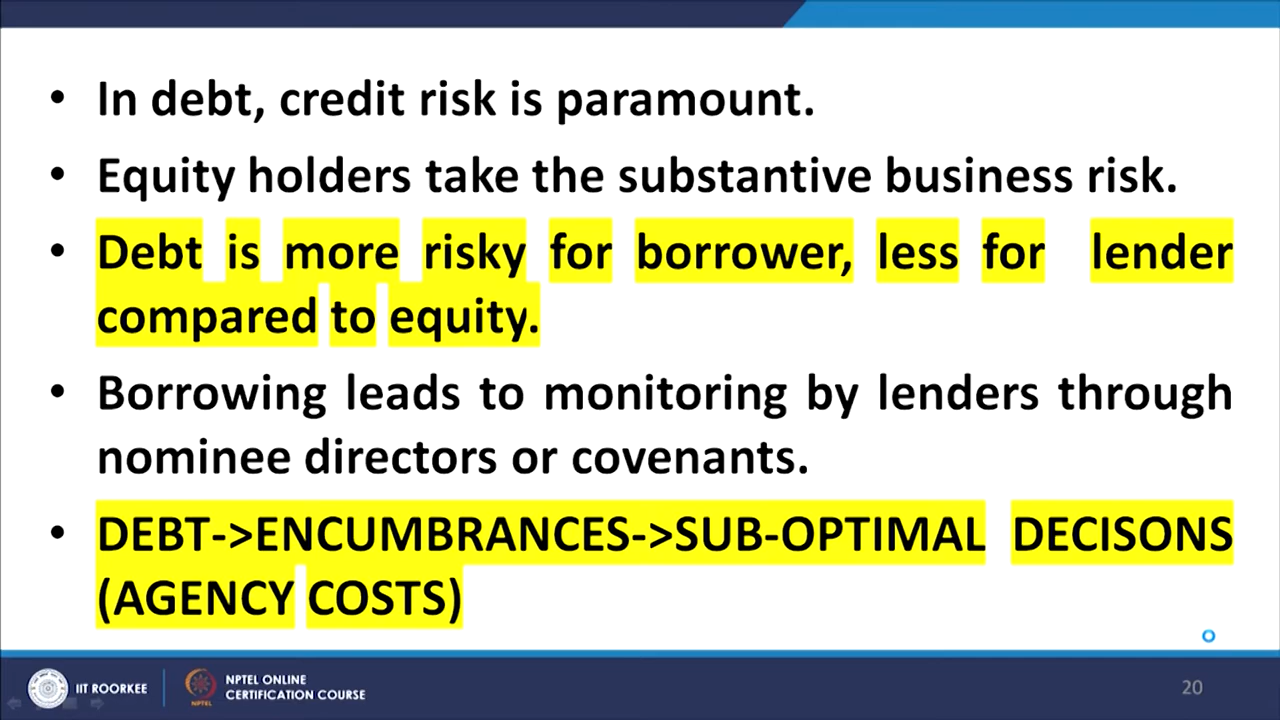 • In debt, credit risk is paramount.
• Equity holders take the substantive business risk.
• Debt is more risky for borrower, less for lender
compared to equity.
• Borrowing leads to monitoring by lenders through
nominee directors or covenants.
• DEBT->ENCUMBRANCES->SUB-OPTIMAL DECISONS
(AGENCY COSTS)
IIT ROORKEE
NPTEL
NPTEL ONLINE
CERTIFICATION COURSE
20